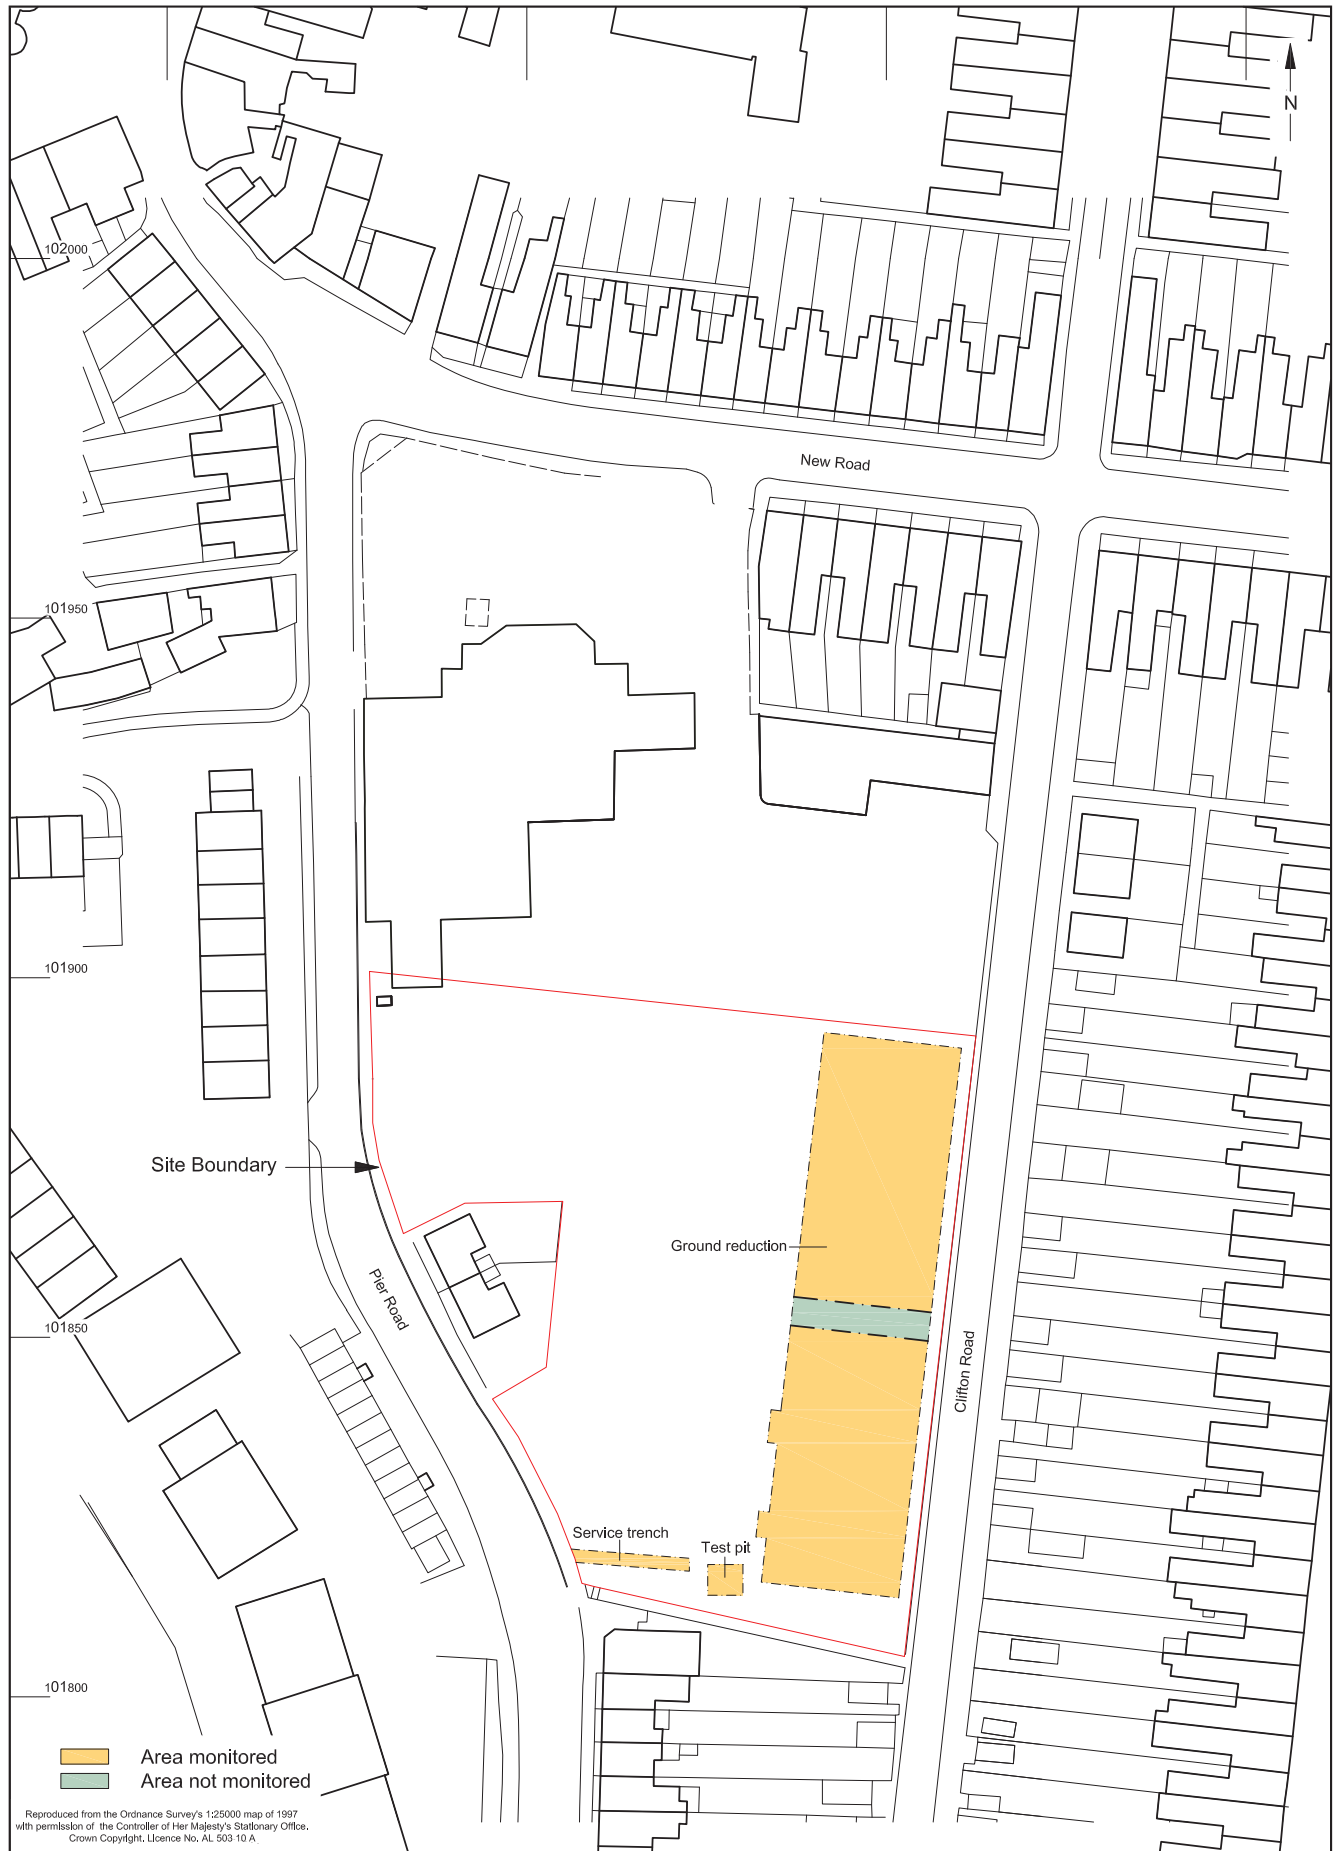 N
102000
New Road
101950
101900
Site Boundary
Ground reduction
Pier Road
101850
Clifton Road
Service trench
Test pit
101800
Area monitored
Area not monitored
Reproduced from the Ordnance Survey's 1:25000 map of 1997
with permission of the Controller of Her Majesty's Stationary Office.
Crown Copyright. Licence No. AL 503 10 A